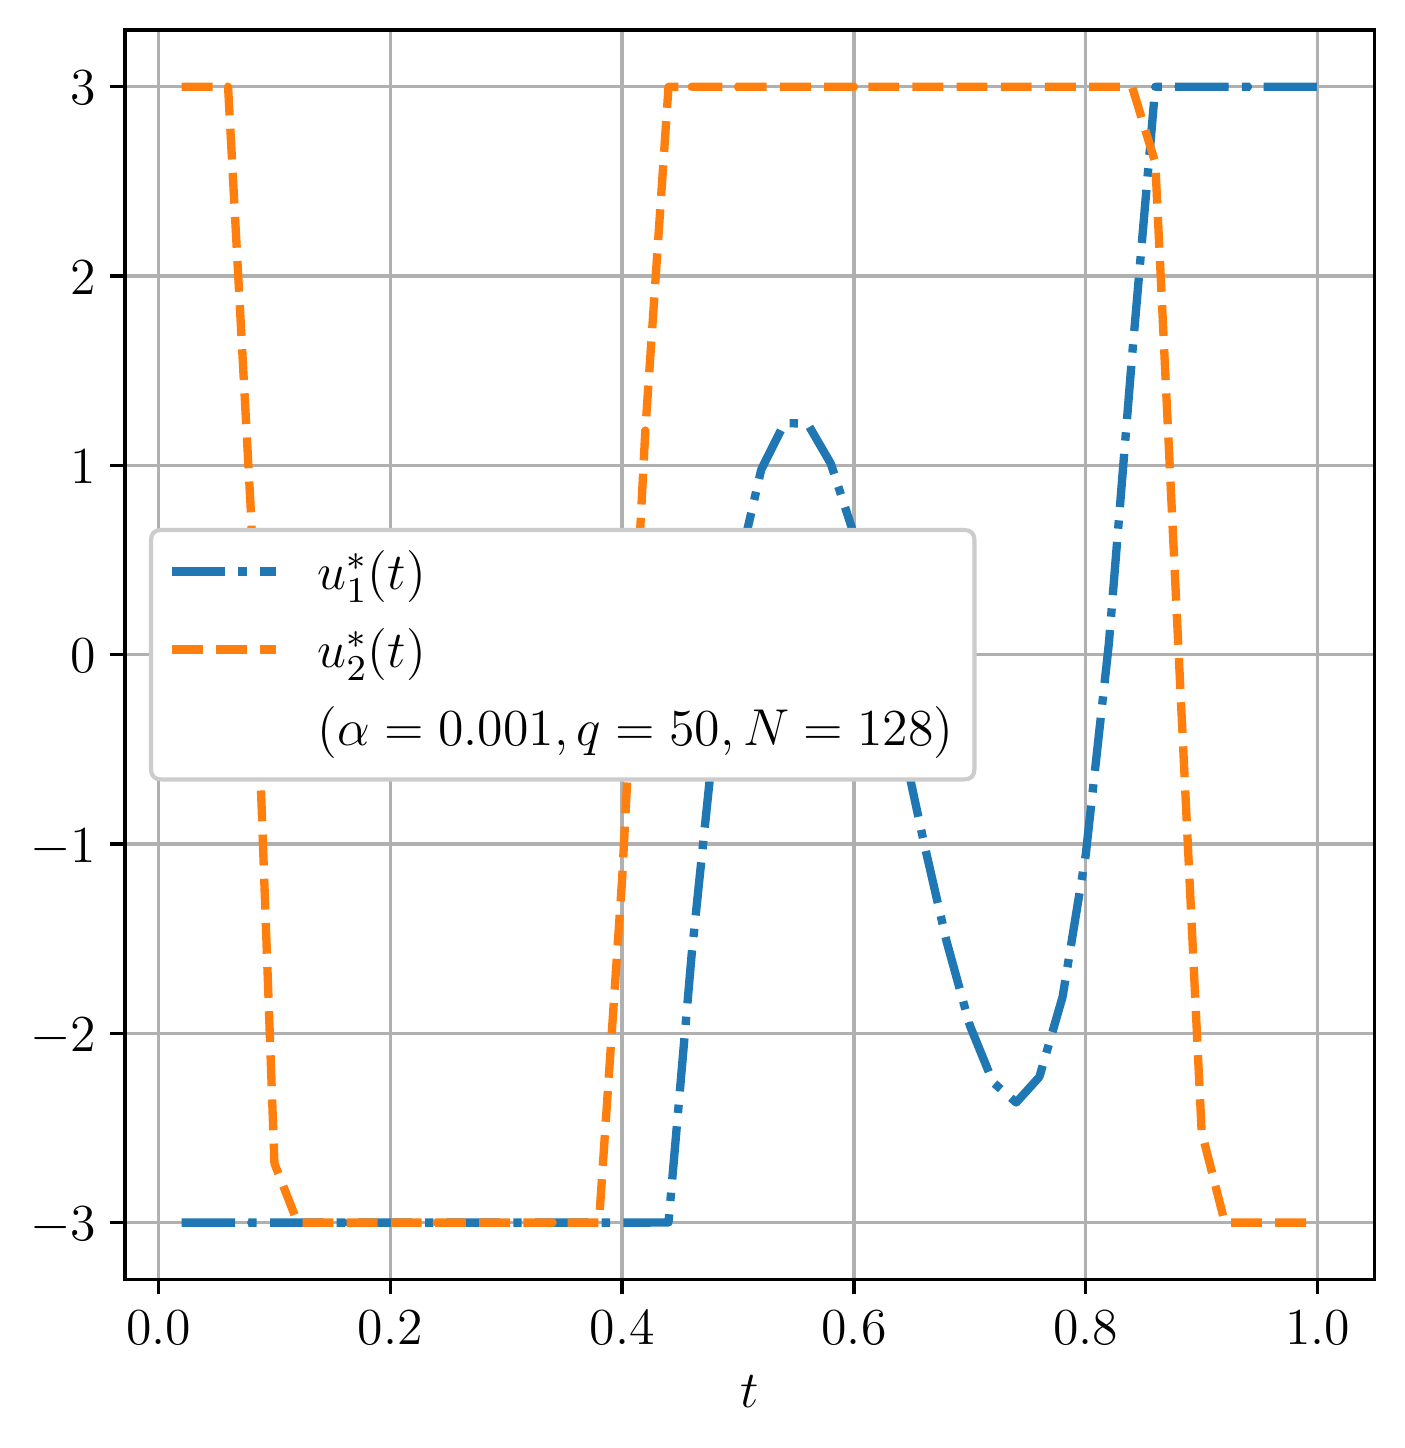 3
2
1
0
−1
−2
−3
u₁*(t)
u₂*(t)
(α = 0.001, q = 50, N = 128)
0.0 0.2 0.4 0.6 0.8 1.0
t